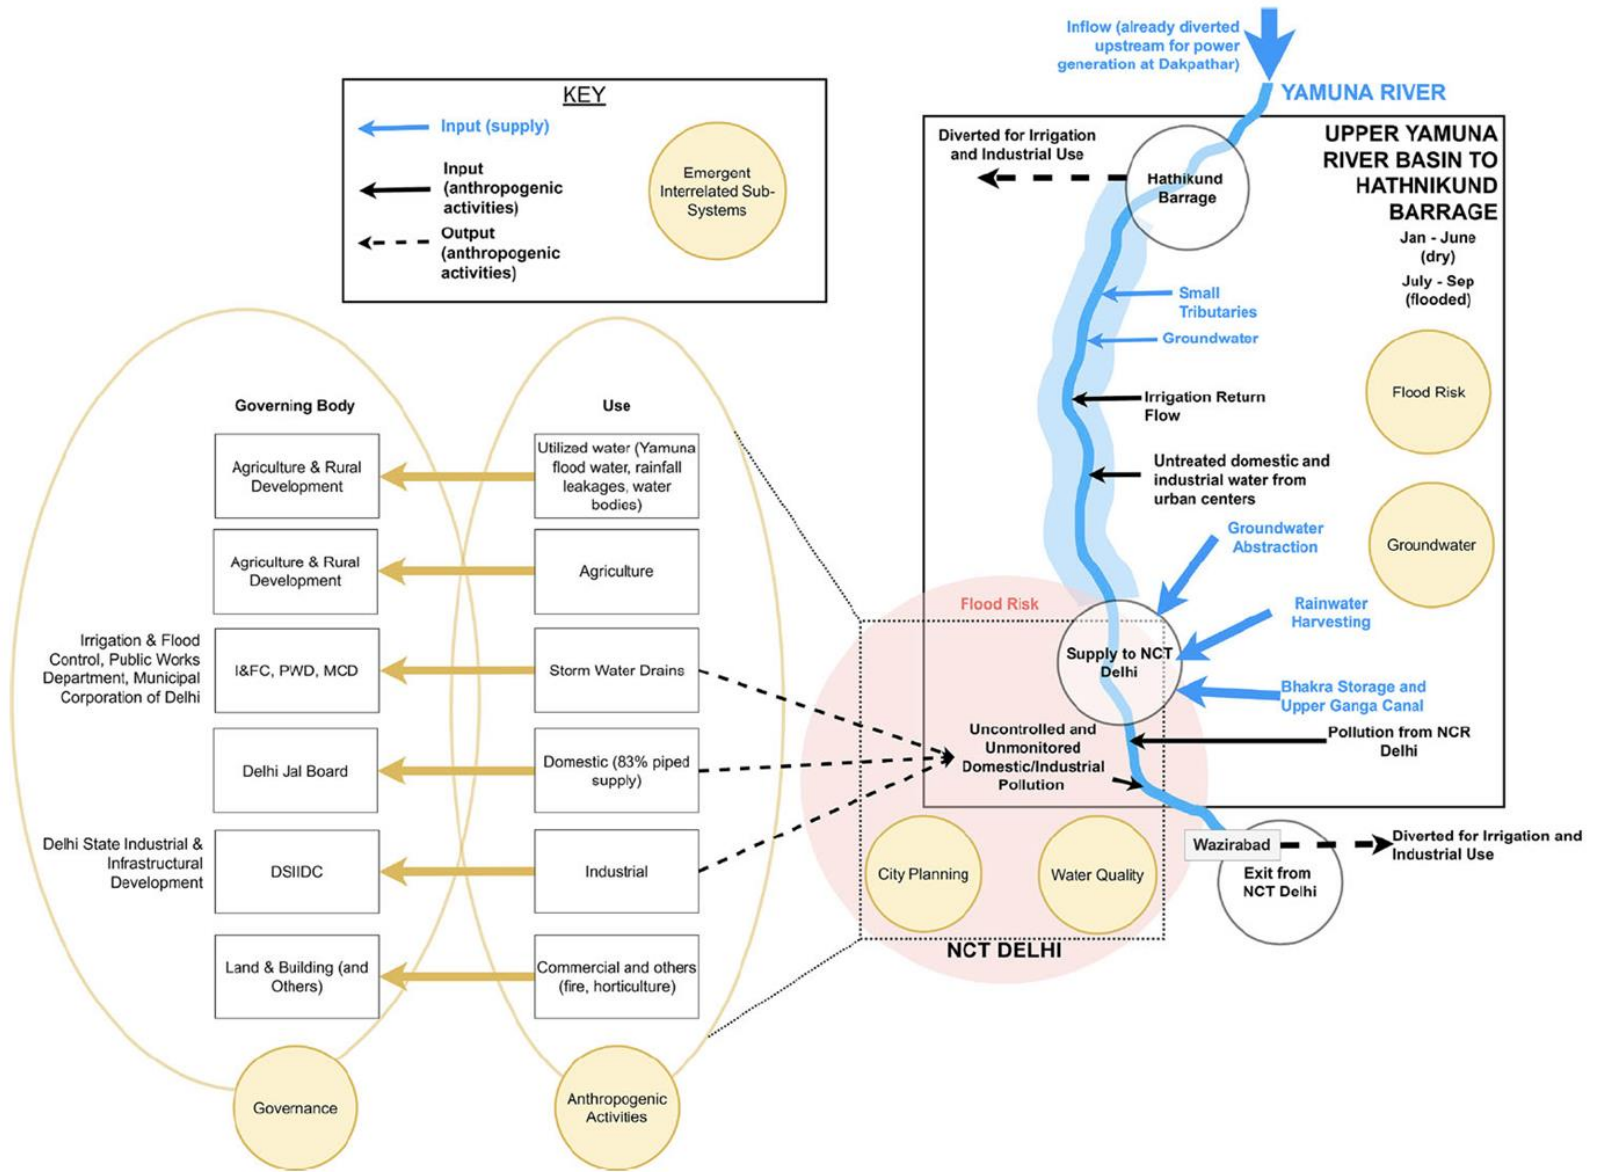 Inflow (already diverted
upstream for power
generation at Dakpathar)
YAMUNA RIVER
KEY
Input (supply)
Input
(anthropogenic
activities)
Output
(anthropogenic
activities)
Emergent
Interrelated Sub-
Systems
UPPER YAMUNA
RIVER BASIN TO
HATHNIKUND
BARRAGE
Jan - June
(dry)
July - Sep
(flooded)
Diverted for Irrigation
and Industrial Use
Hathikund
Barrage
Small
Tributaries
Groundwater
Irrigation Return
Flow
Untreated domestic and
industrial water from
urban centers
Flood Risk
Groundwater
Groundwater
Abstraction
Rainwater
Harvesting
Bhakra Storage and
Upper Ganga Canal
Pollution from NCR
Delhi
Flood Risk
Supply to NCT
Delhi
Uncontrolled and
Unmonitored
Domestic/Industrial
Pollution
City Planning
Water Quality
NCT DELHI
Wazirabad
Exit from
NCT Delhi
Diverted for Irrigation and
Industrial Use
Governing Body
Use
Agriculture & Rural
Development
Utilized water (Yamuna
flood water, rainfall
leakages, water
bodies)
Agriculture & Rural
Development
Agriculture
Irrigation & Flood
Control, Public Works
Department, Municipal
Corporation of Delhi
I&FC, PWD, MCD
Storm Water Drains
Delhi Jal Board
Domestic (83% piped
supply)
Delhi State Industrial &
Infrastructural
Development
DSIIDC
Industrial
Land & Building (and
Others)
Commercial and others
(fire, horticulture)
Governance
Anthropogenic
Activities